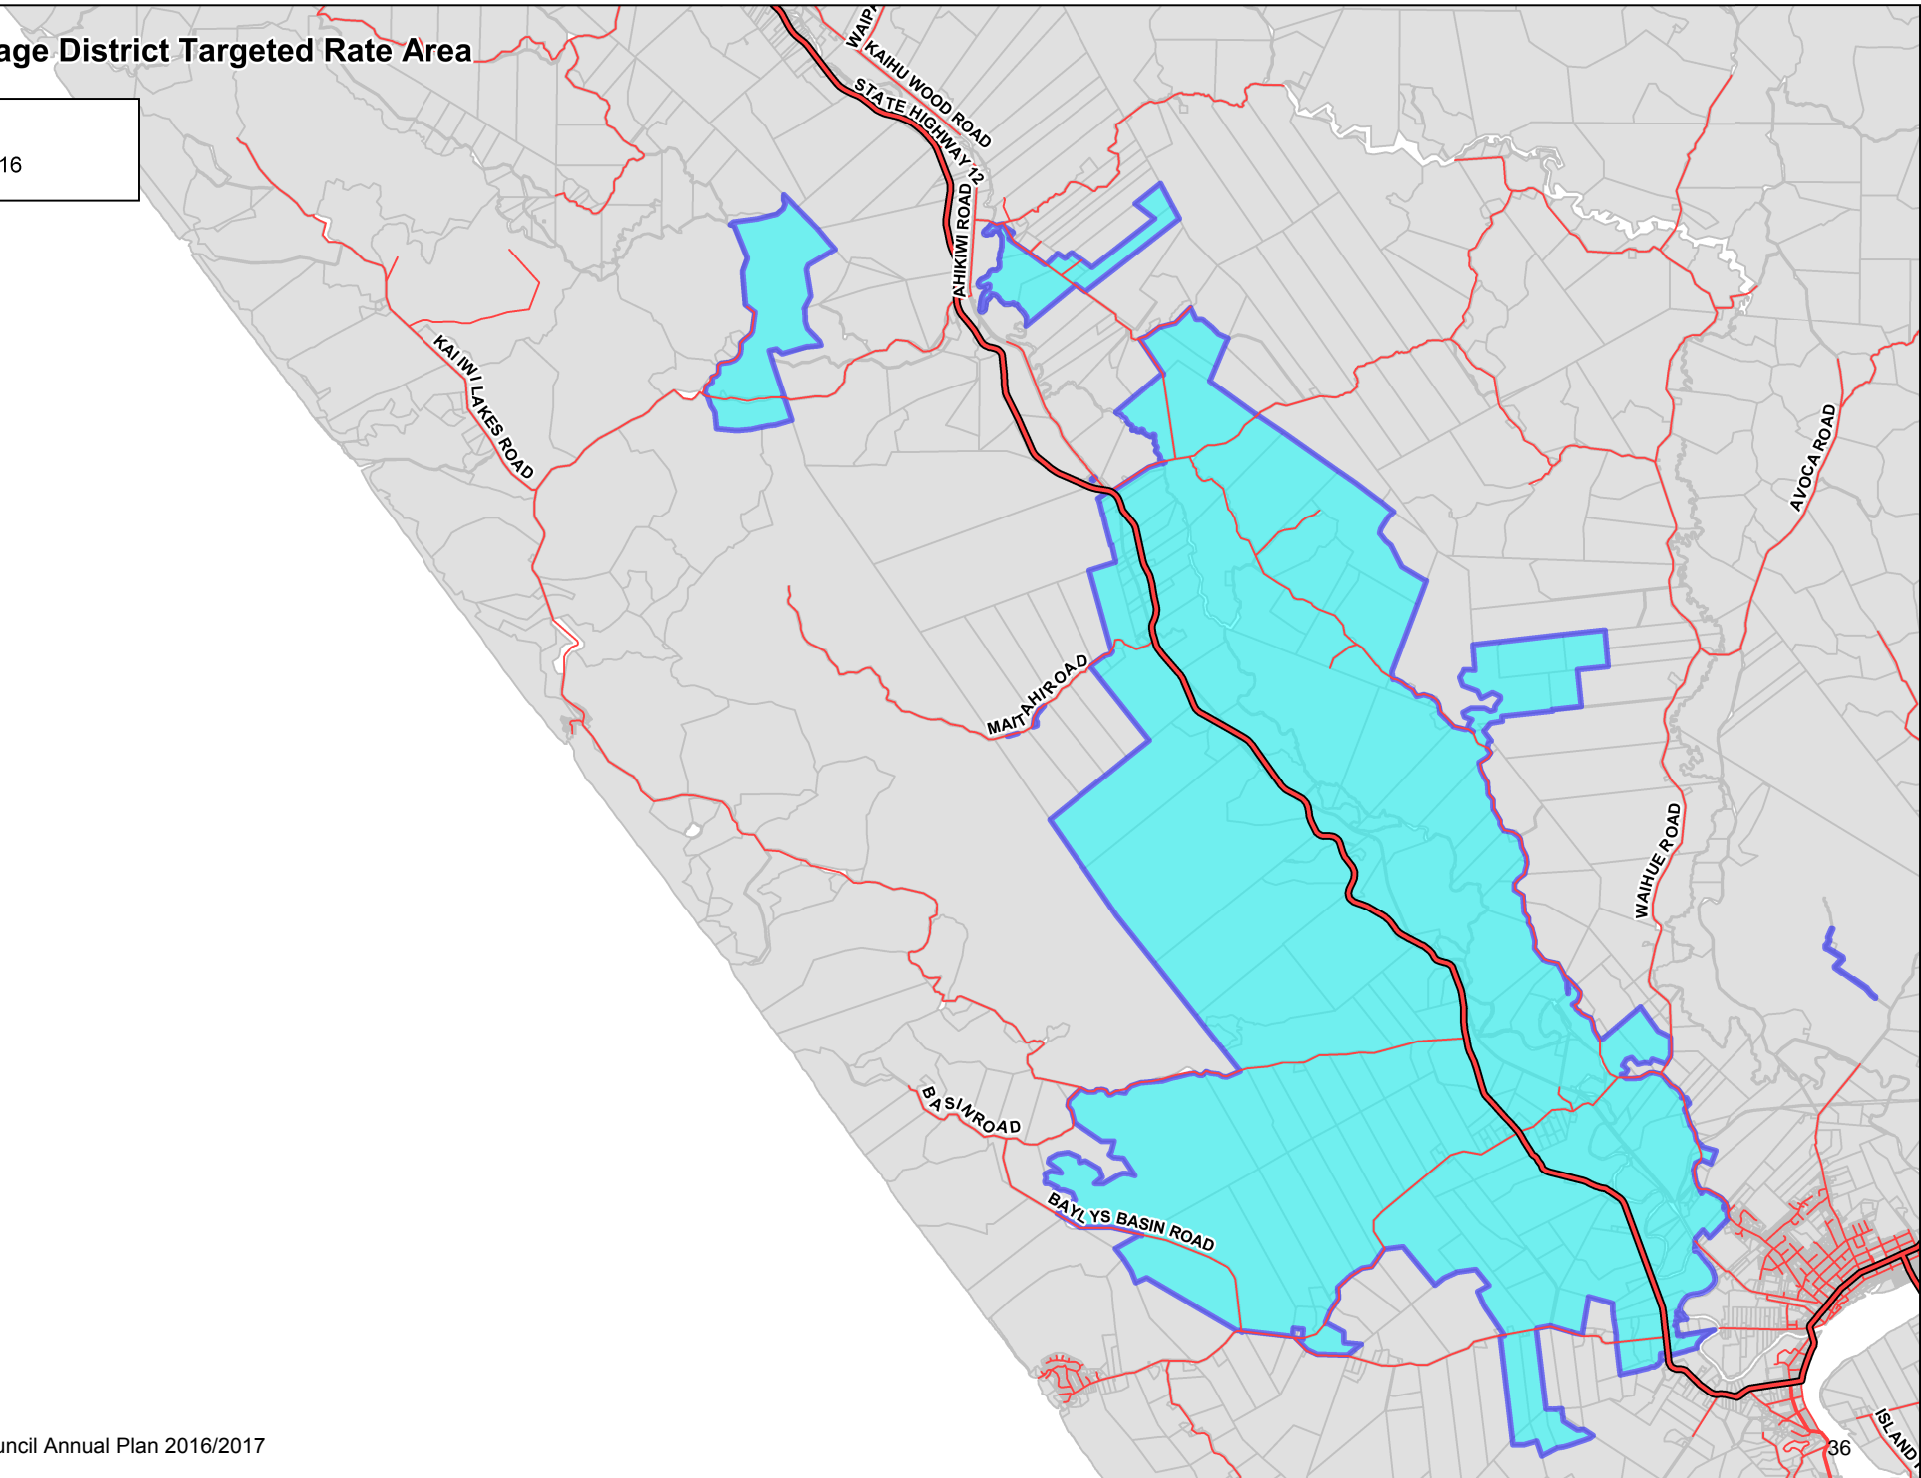 age District Targeted Rate Area
16
KAIHU WOOD ROAD
STATE HIGHWAY 12
AHIKIWI ROAD
KAI IWI LAKES ROAD
AVOCA ROAD
MAITAHI ROAD
WAIHUE ROAD
BASIN ROAD
BAYLYS BASIN ROAD
ISLAND
uncil Annual Plan 2016/2017
36